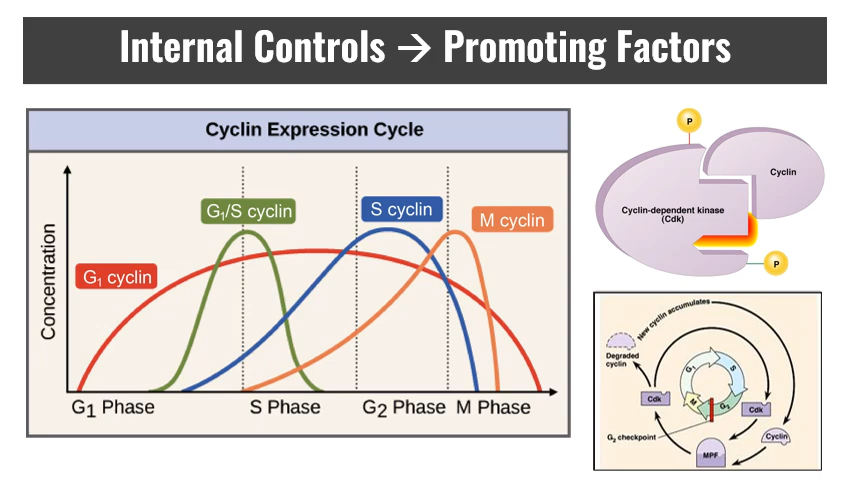 Internal Controls → Promoting Factors
Cyclin Expression Cycle
Concentration
G₁ cyclin
G₁/S cyclin
S cyclin
M cyclin
G₁ Phase
S Phase
G₂ Phase
M Phase
P
Cyclin
Cyclin-dependent kinase
(Cdk)
P
New cyclin accumulates
Degraded
cyclin
G₁
S
G₂
M
Cdk
Cdk
G₂ checkpoint
Cyclin
MPF